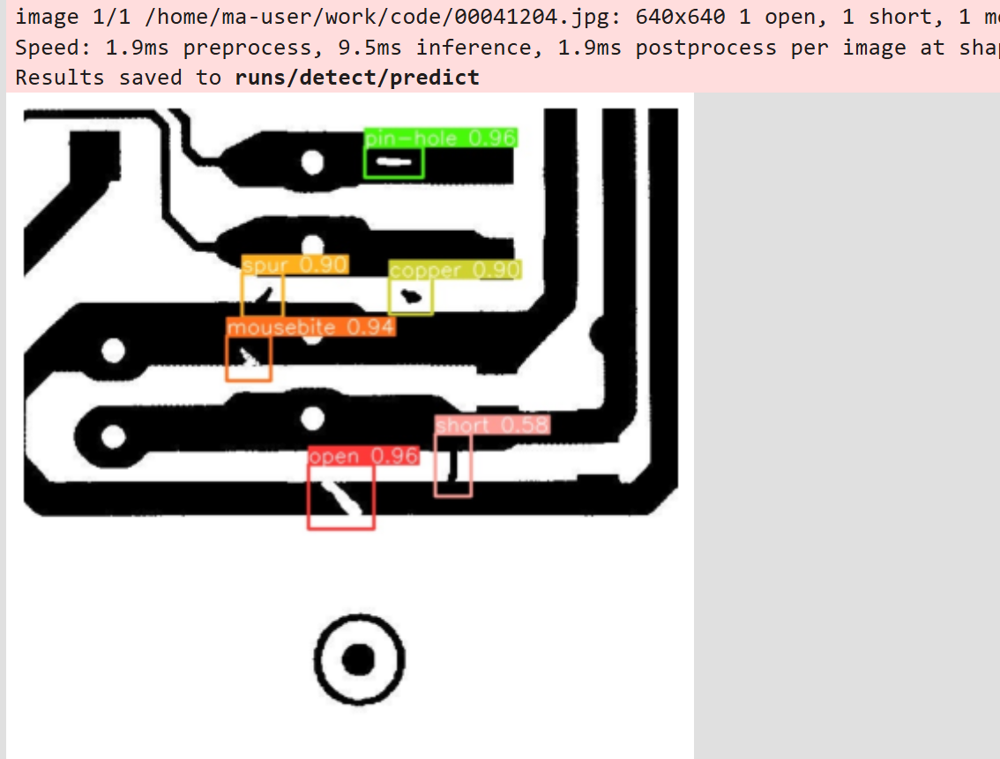 image 1/1 /home/ma-user/work/code/00041204.jpg: 640x640 1 open, 1 short, 1
Speed: 1.9ms preprocess, 9.5ms inference, 1.9ms postprocess per image at
Results saved to runs/detect/predict
pin-hole 0.96
spur 0.90
copper 0.90
mousebite 0.94
short 0.58
open 0.96